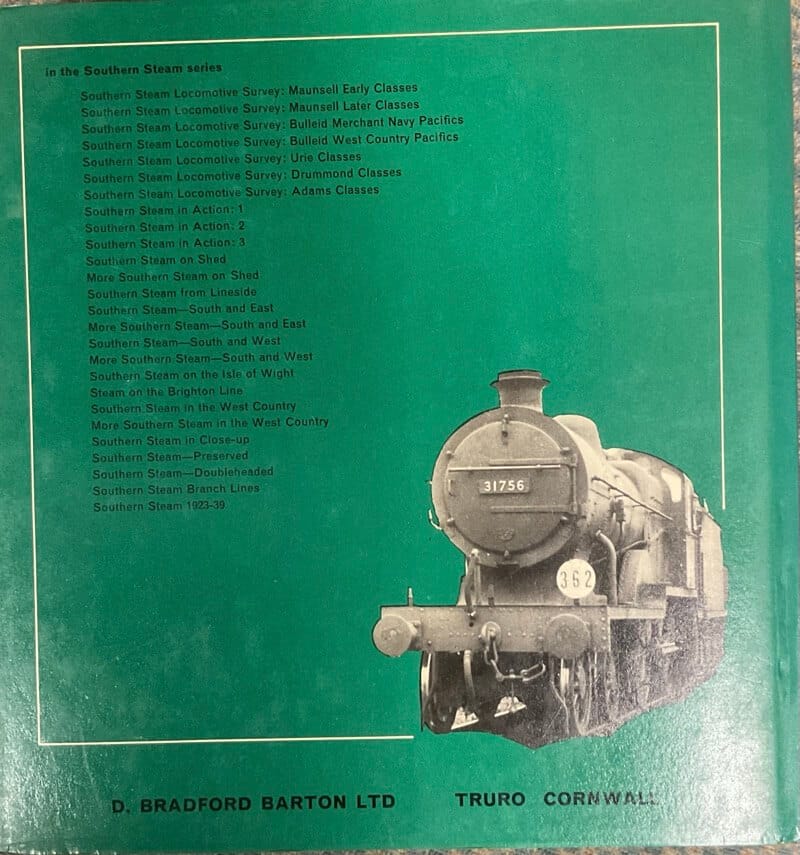 in the Southern Steam series
Southern Steam Locomotive Survey: Maunsell Early Classes
Southern Steam Locomotive Survey: Maunsell Later Classes
Southern Steam Locomotive Survey: Bulleid Merchant Navy Pacifics
Southern Steam Locomotive Survey: Bulleid West Country Pacifics
Southern Steam Locomotive Survey: Urie Classes
Southern Steam Locomotive Survey: Drummond Classes
Southern Steam Locomotive Survey: Adams Classes
Southern Steam in Action: 1
Southern Steam in Action: 2
Southern Steam in Action: 3
Southern Steam on Shed
More Southern Steam on Shed
Southern Steam from Lineside
Southern Steam—South and East
More Southern Steam—South and East
Southern Steam—South and West
More Southern Steam—South and West
Southern Steam on the Isle of Wight
Steam on the Brighton Line
Southern Steam in the West Country
More Southern Steam in the West Country
Southern Steam in Close-up
Southern Steam—Preserved
Southern Steam—Doubleheaded
Southern Steam Branch Lines
Southern Steam 1923-39
31756
362
D. BRADFORD BARTON LTD TRURO CORNWALL